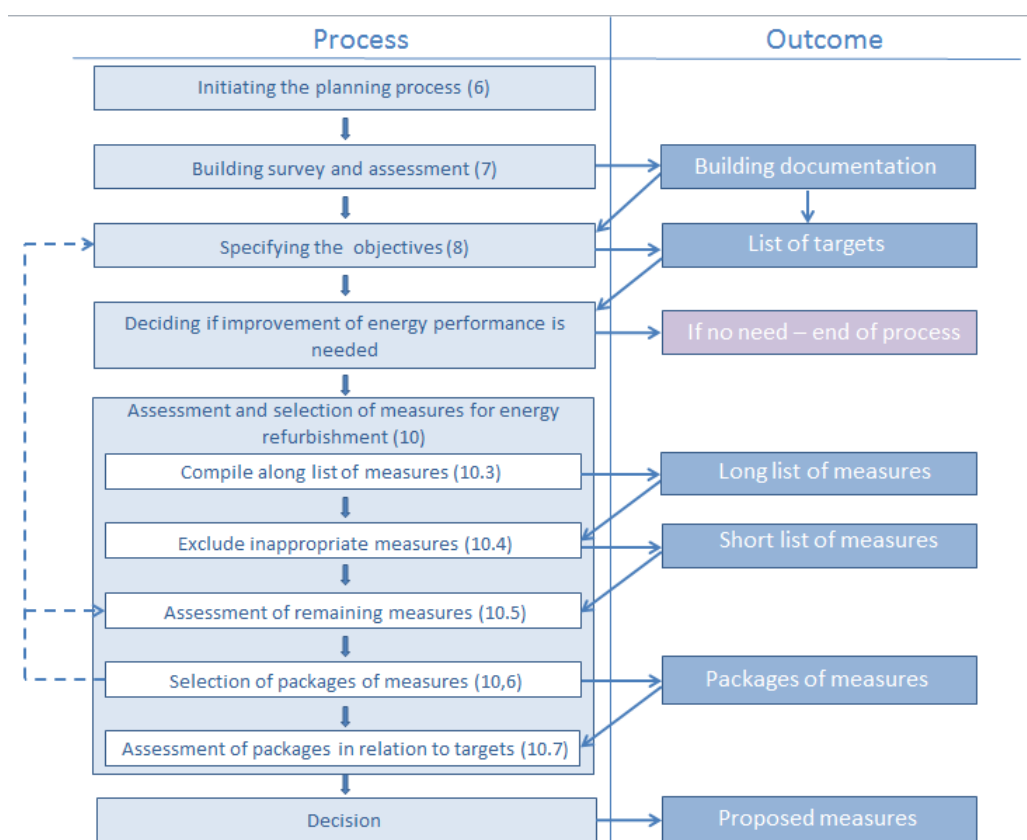 Process
Outcome
Initiating the planning process (6)
Building survey and assessment (7)
Building documentation
Specifying the objectives (8)
List of targets
Deciding if improvement of energy performance is
needed
If no need – end of process
Assessment and selection of measures for energy
refurbishment (10)
Compile along list of measures (10.3)
Long list of measures
Exclude inappropriate measures (10.4)
Short list of measures
Assessment of remaining measures (10.5)
Selection of packages of measures (10,6)
Packages of measures
Assessment of packages in relation to targets (10.7)
Decision
Proposed measures